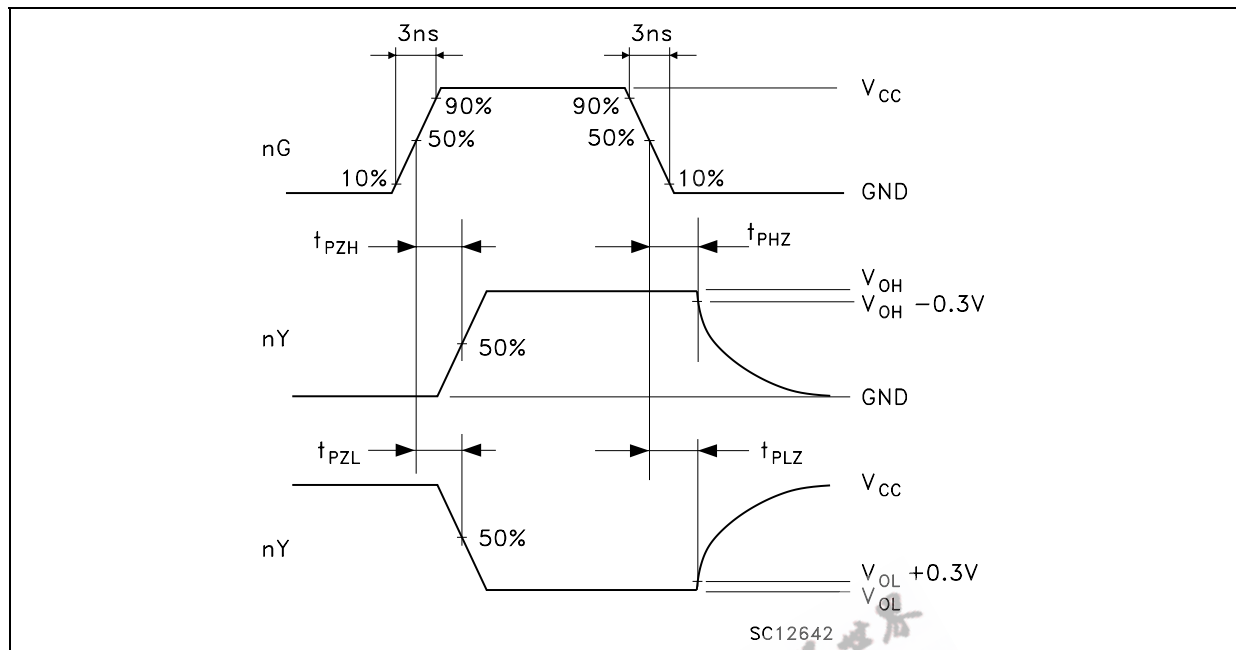 3ns 3ns
90% 90% VCC
50% 50%
nG
10% 10% GND
tPZH tPHZ
VOH
VOH −0.3V
nY 50%
GND
tPZL tPLZ
VCC
50%
nY
VOL +0.3V
VOL
SC12642